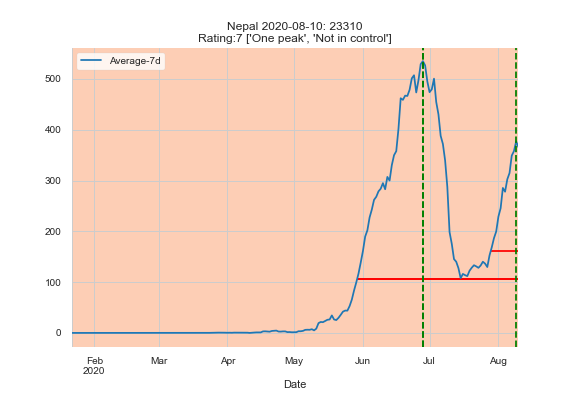 Nepal 2020-08-10: 23310
Rating:7 ['One peak', 'Not in control']
Average-7d
500
400
300
200
100
0
Feb
2020
Mar
Apr
May
Jun
Jul
Aug
Date